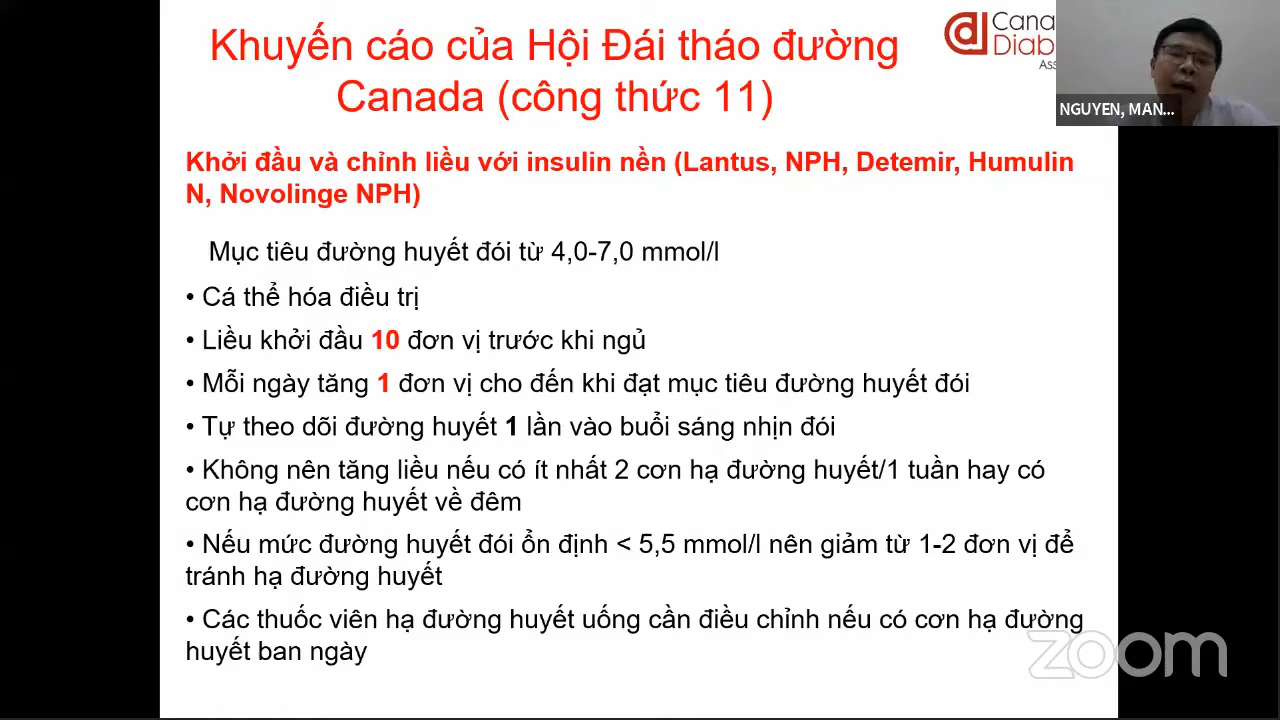 Khuyến cáo của Hội Đái tháo đường
Canada (công thức 11)
Cana
Diab
Ass
NGUYEN, MAN...
Khởi đầu và chỉnh liều với insulin nền (Lantus, NPH, Detemir, Humulin
N, Novolinge NPH)
Mục tiêu đường huyết đói từ 4,0-7,0 mmol/l
• Cá thể hóa điều trị
• Liều khởi đầu 10 đơn vị trước khi ngủ
• Mỗi ngày tăng 1 đơn vị cho đến khi đạt mục tiêu đường huyết đói
• Tự theo dõi đường huyết 1 lần vào buổi sáng nhịn đói
• Không nên tăng liều nếu có ít nhất 2 cơn hạ đường huyết/1 tuần hay có
cơn hạ đường huyết về đêm
• Nếu mức đường huyết đói ổn định < 5,5 mmol/l nên giảm từ 1-2 đơn vị để
tránh hạ đường huyết
• Các thuốc viên hạ đường huyết uống cần điều chỉnh nếu có cơn hạ đường
huyết ban ngày
zoom